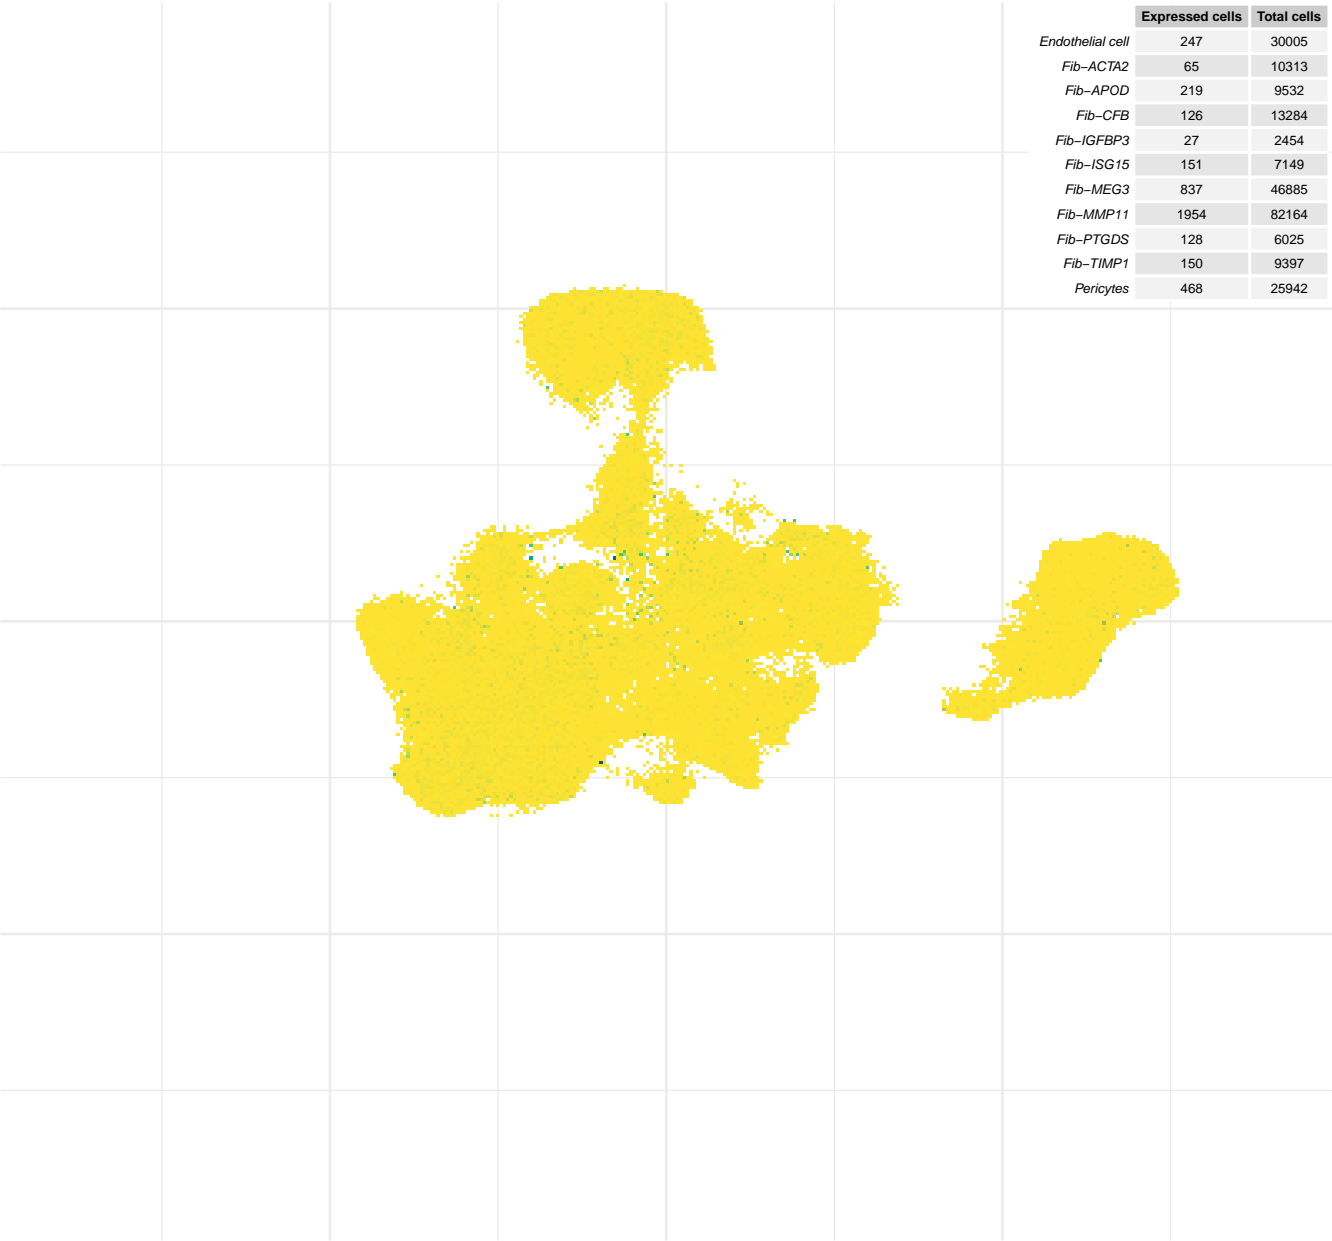 Expressed cells Total cells
Endothelial cell 247 30005
Fib−ACTA2 65 10313
Fib−APOD 219 9532
Fib−CFB 126 13284
Fib−IGFBP3 27 2454
Fib−ISG15 151 7149
Fib−MEG3 837 46885
Fib−MMP11 1954 82164
Fib−PTGDS 128 6025
Fib−TIMP1 150 9397
Pericytes 468 25942